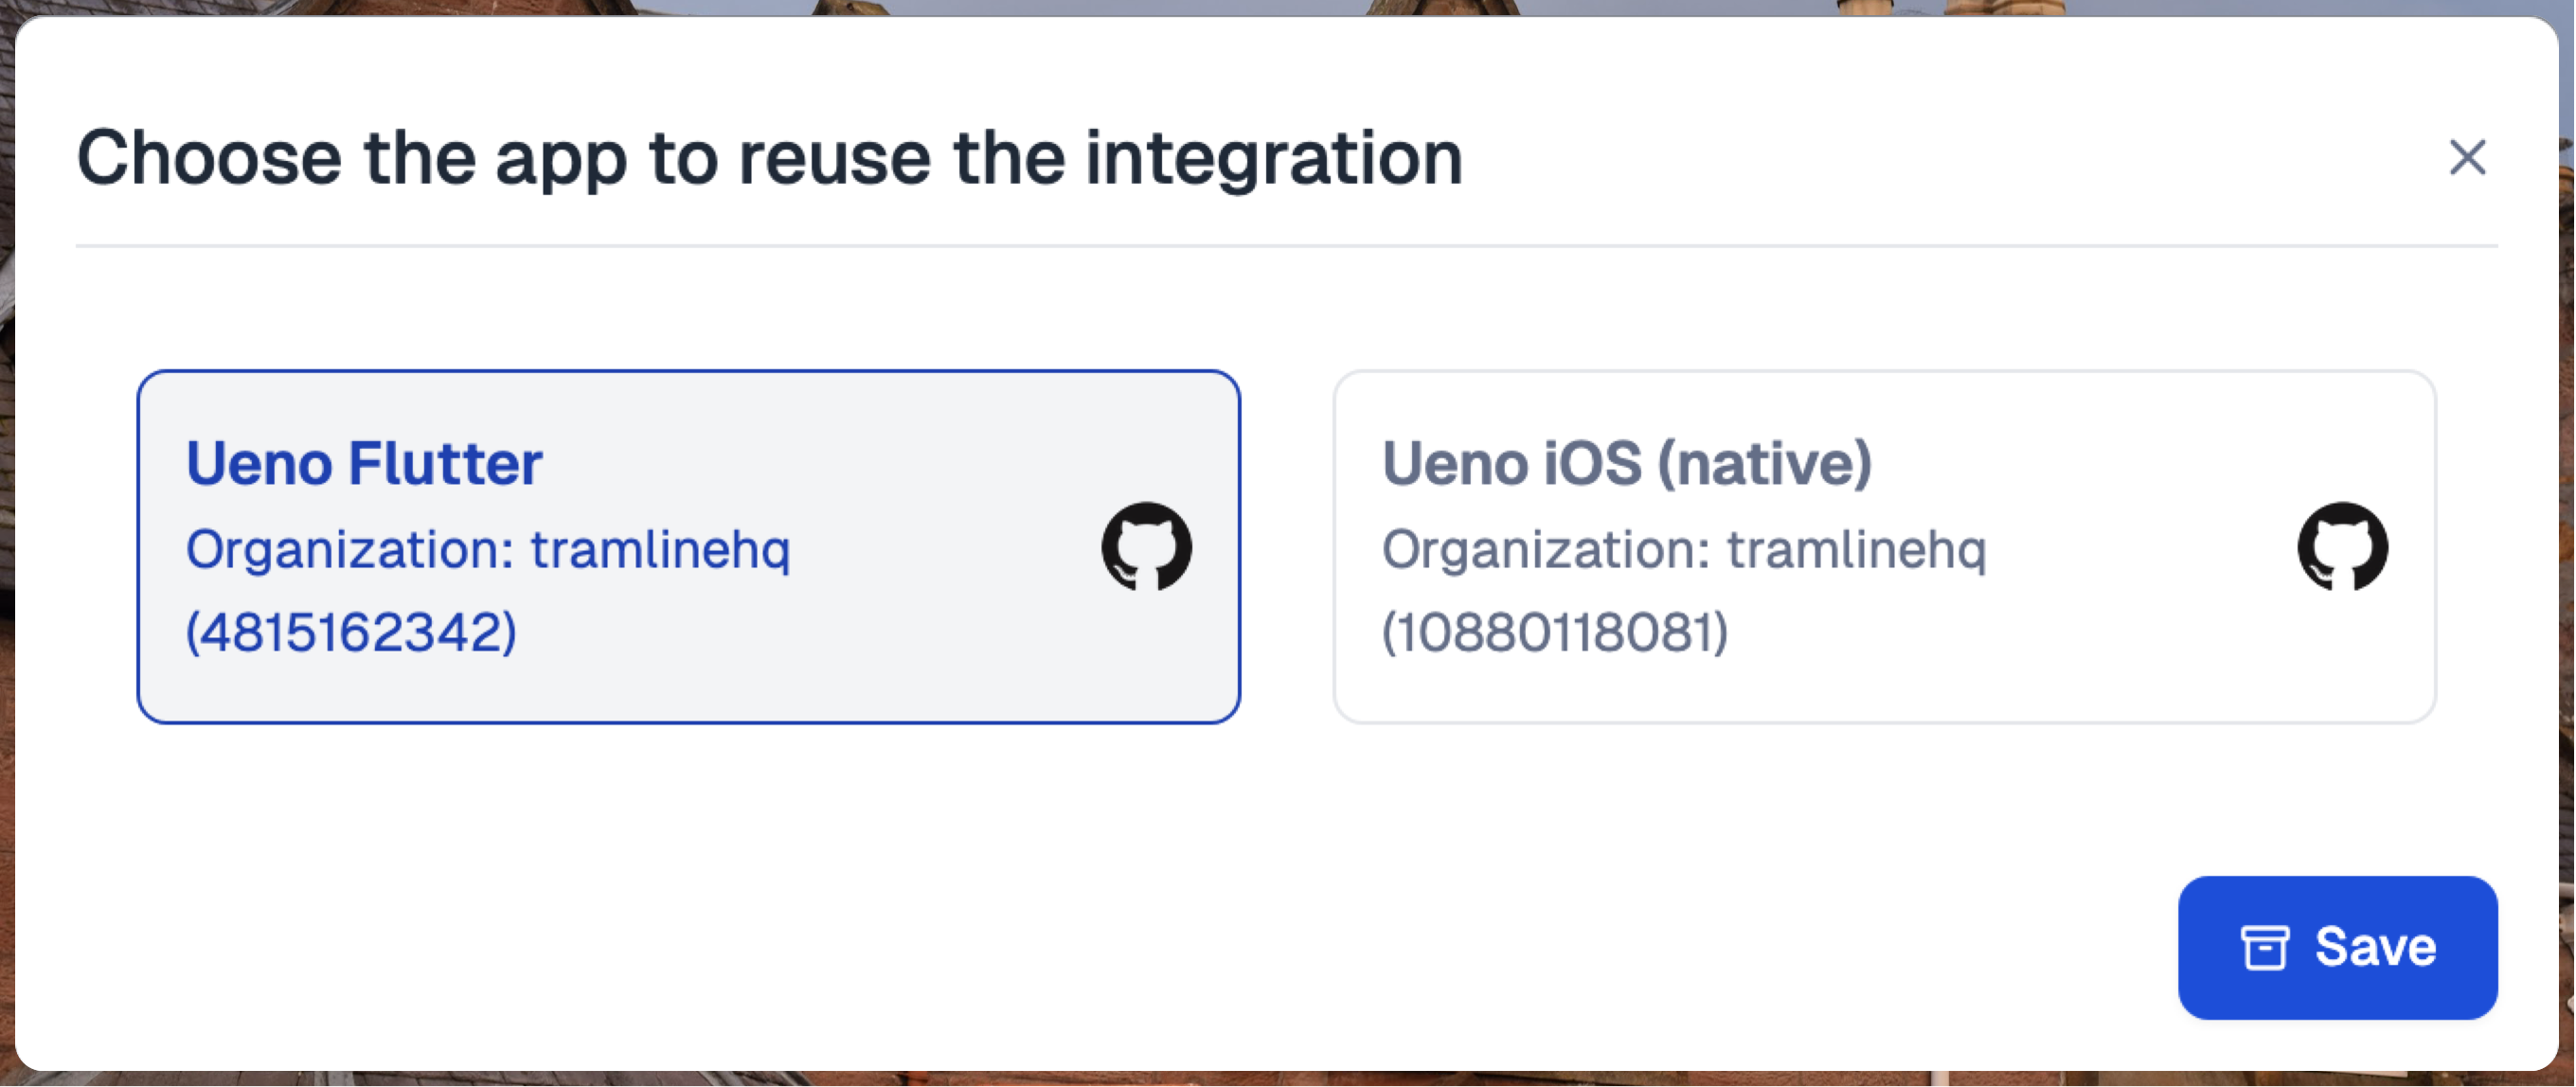 Choose the app to reuse the integration
Ueno Flutter
Organization: tramlinehq
(4815162342)
Ueno iOS (native)
Organization: tramlinehq
(10880118081)
Save